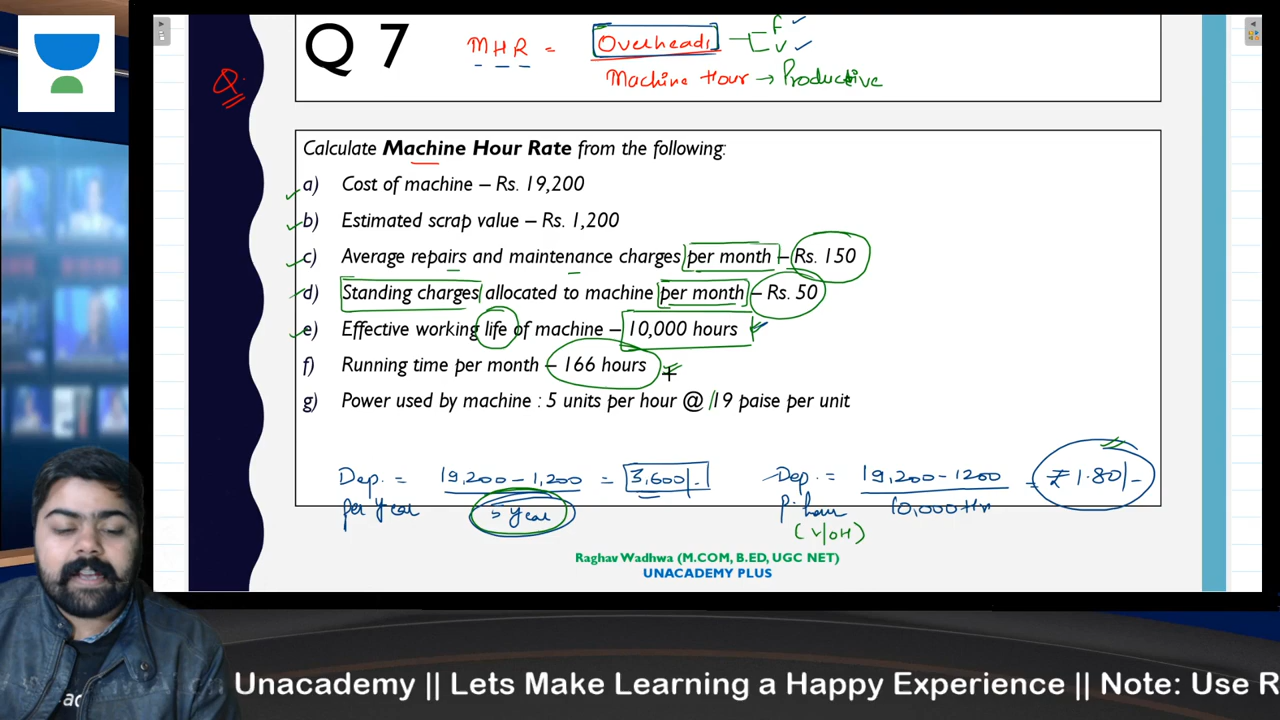 Q 7
MHR = Overheads f
v
Machine Hour → Productive
Q.
Calculate Machine Hour Rate from the following:
a) Cost of machine – Rs. 19,200
b) Estimated scrap value – Rs. 1,200
c) Average repairs and maintenance charges per month – Rs. 150
d) Standing charges allocated to machine per month – Rs. 50
e) Effective working life of machine – 10,000 hours
f) Running time per month – 166 hours
g) Power used by machine : 5 units per hour @ 19 paise per unit
Dep. = 19,200 – 1,200 = 3,600/-
per year 5 year
Dep. = 19,200 – 1200 = ₹ 1.80/-
p. hour 10,000 Hr
(V/OH)
Raghav Wadhwa (M.COM, B.ED, UGC NET)
UNACADEMY PLUS
Unacademy || Lets Make Learning a Happy Experience || Note: Use R